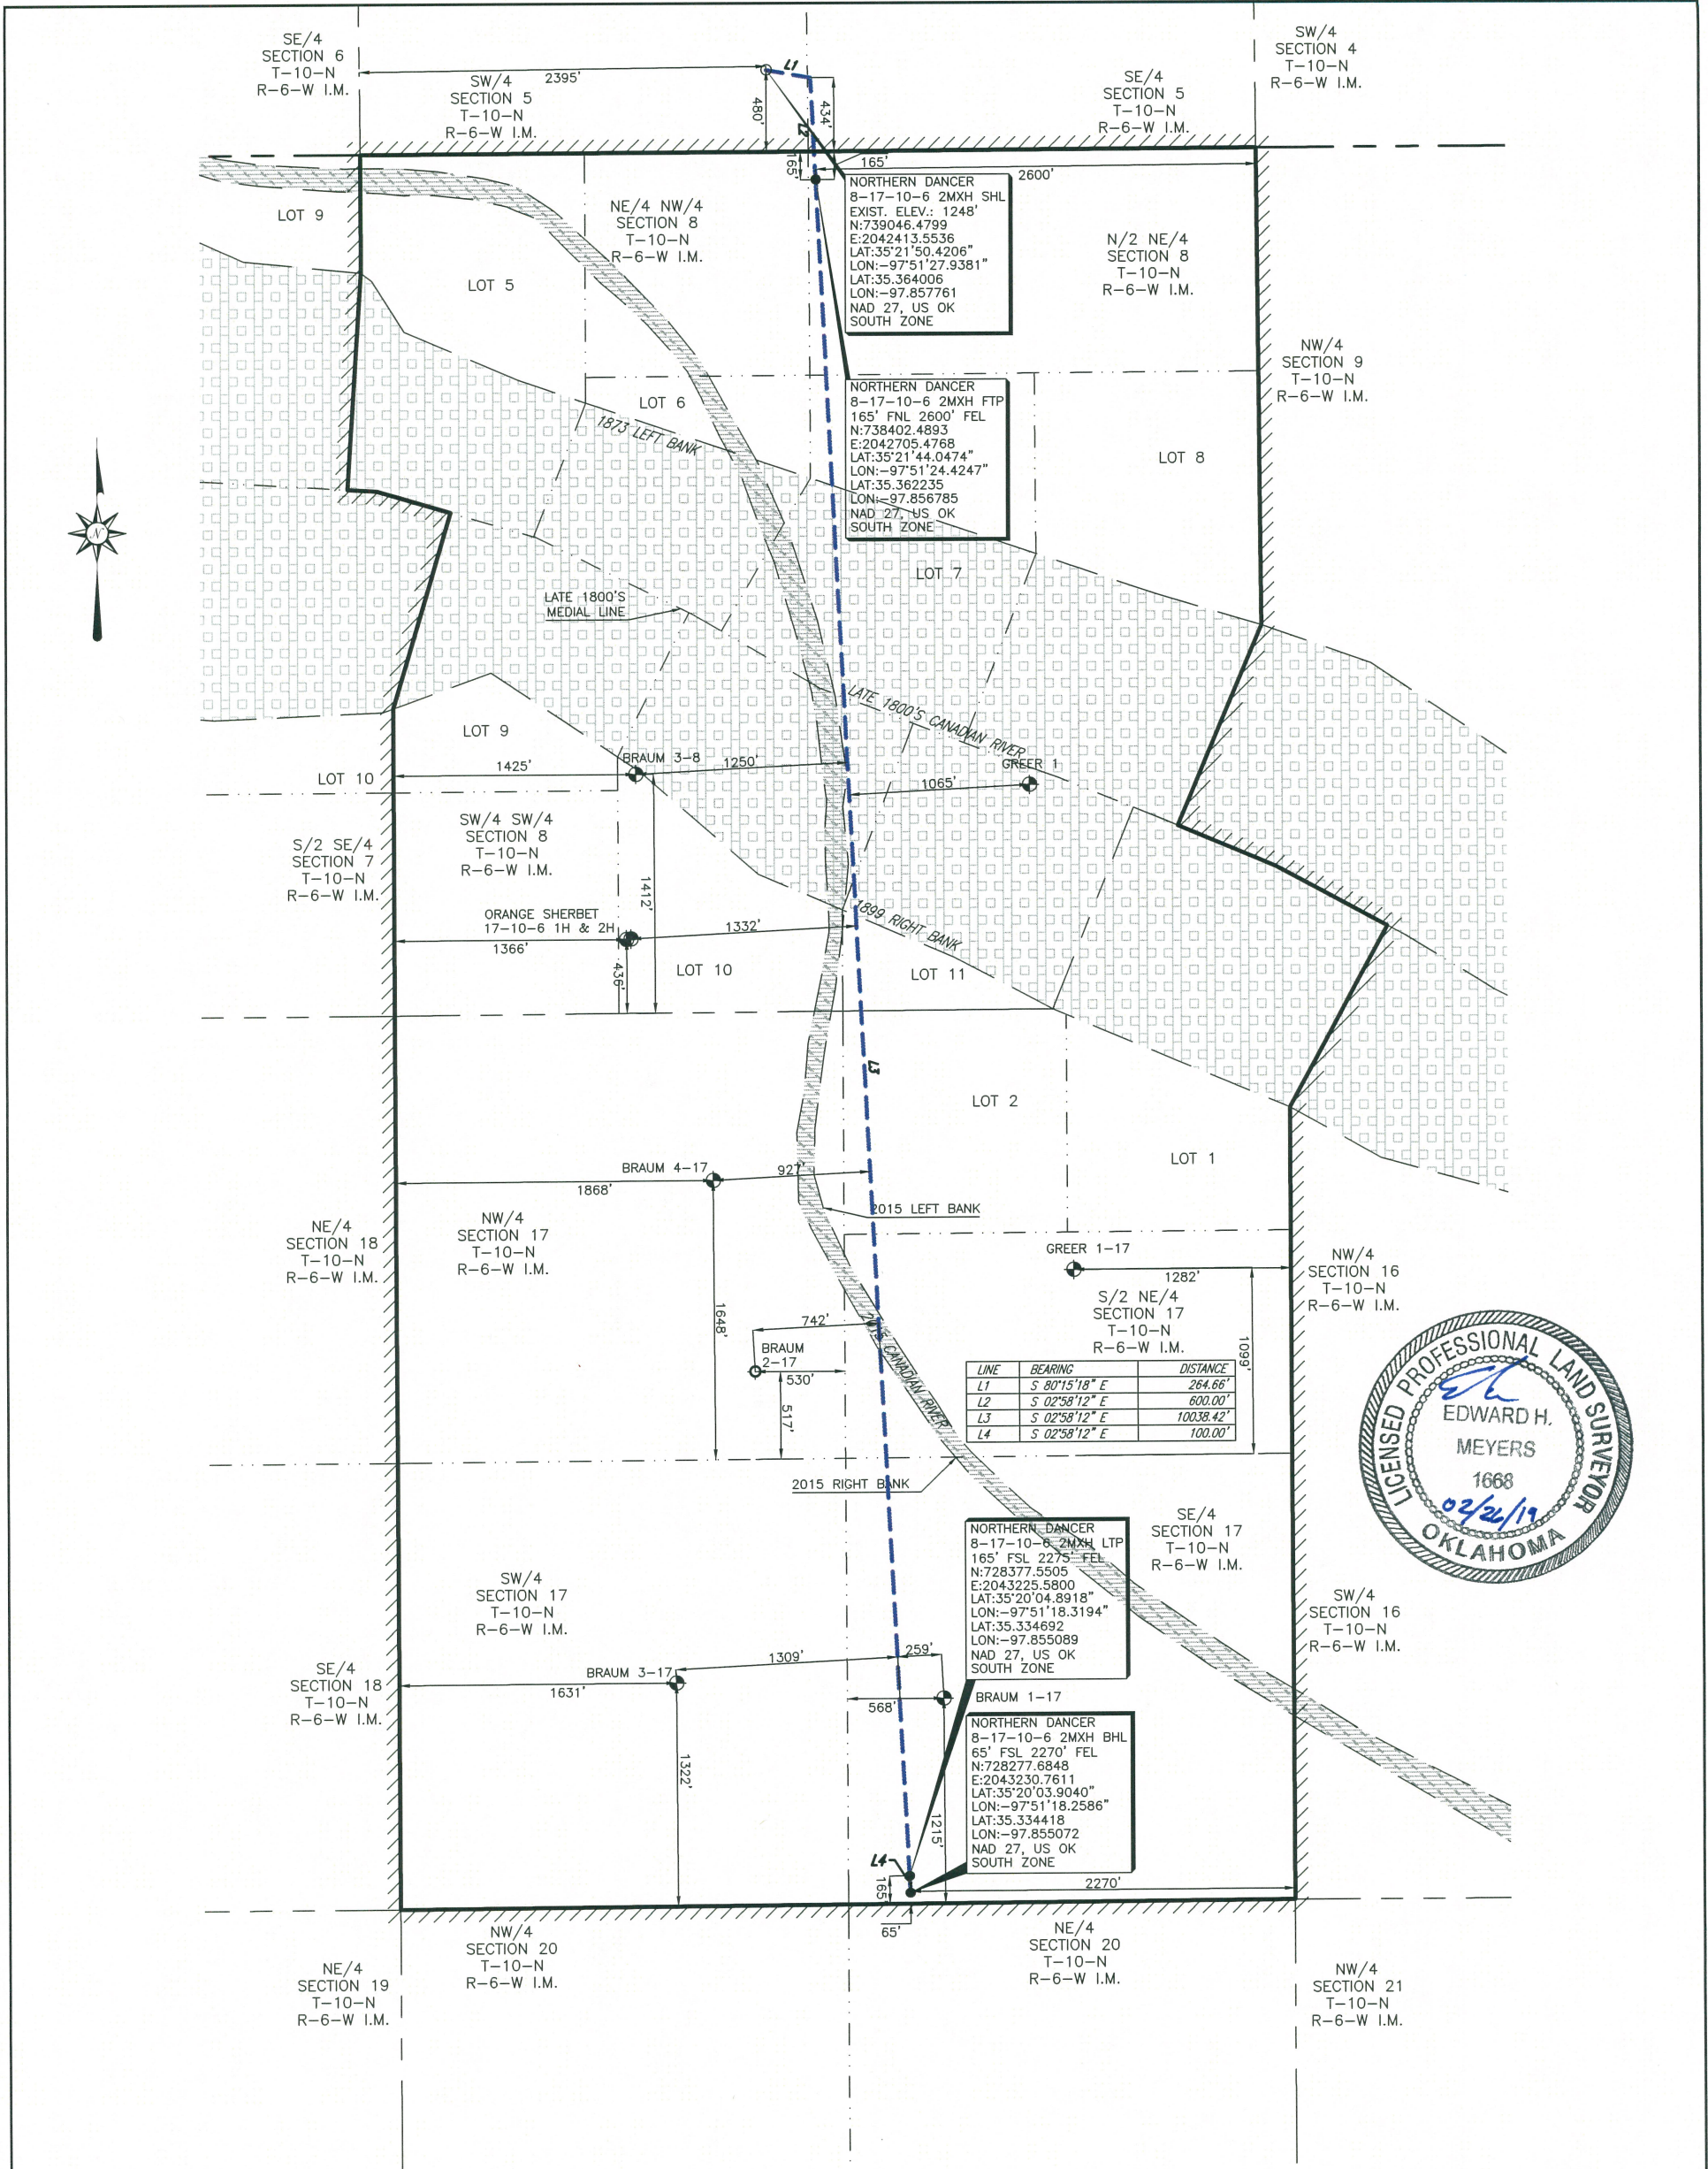 SE/4
SECTION 6
T-10-N
R-6-W I.M.
2395'
SW/4
SECTION 5
T-10-N
R-6-W I.M.
L1
480'
434'
L2
SE/4
SECTION 5
T-10-N
R-6-W I.M.
SW/4
SECTION 4
T-10-N
R-6-W I.M.
165'
165'
2600'
LOT 9
LOT 5
NE/4 NW/4
SECTION 8
T-10-N
R-6-W I.M.
NORTHERN DANCER
8-17-10-6 2MXH SHL
EXIST. ELEV.: 1248'
N:739046.4799
E:2042413.5536
LAT:35°21'50.4206"
LON:-97°51'27.9381"
LAT:35.364006
LON:-97.857761
NAD 27, US OK
SOUTH ZONE
N/2 NE/4
SECTION 8
T-10-N
R-6-W I.M.
NW/4
SECTION 9
T-10-N
R-6-W I.M.
NORTHERN DANCER
8-17-10-6 2MXH FTP
165' FNL 2600' FEL
N:738402.4893
E:2042705.4768
LAT:35°21'44.0474"
LON:-97°51'24.4247"
LAT:35.362235
LON:-97.856785
NAD 27, US OK
SOUTH ZONE
LOT 6
1873 LEFT BANK
LOT 8
LOT 7
N
LATE 1800'S
MEDIAL LINE
LATE 1800'S CANADIAN RIVER
LOT 9
LOT 10
1425'
BRAUM 3-8
1250'
GREER 1
1065'
SW/4 SW/4
SECTION 8
T-10-N
R-6-W I.M.
S/2 SE/4
SECTION 7
T-10-N
R-6-W I.M.
1412'
ORANGE SHERBET
17-10-6 1H & 2H
1366'
1332'
436'
1899 RIGHT BANK
LOT 10
LOT 11
L3
LOT 2
LOT 1
BRAUM 4-17
1868'
927'
2015 LEFT BANK
NE/4
SECTION 18
T-10-N
R-6-W I.M.
NW/4
SECTION 17
T-10-N
R-6-W I.M.
GREER 1-17
1282'
NW/4
SECTION 16
T-10-N
R-6-W I.M.
S/2 NE/4
SECTION 17
T-10-N
R-6-W I.M.
1648'
742'
BRAUM
2-17
530'
517'
2015 CANADIAN RIVER
1099'
LINE BEARING DISTANCE
L1 S 80°15'18" E 264.66'
L2 S 02°58'12" E 600.00'
L3 S 02°58'12" E 10038.42'
L4 S 02°58'12" E 100.00'
LICENSED PROFESSIONAL LAND SURVEYOR
EDWARD H.
MEYERS
1668
02/26/19
OKLAHOMA
2015 RIGHT BANK
NORTHERN DANCER
8-17-10-6 2MXH LTP
165' FSL 2275' FEL
N:728377.5505
E:2043225.5800
LAT:35°20'04.8918"
LON:-97°51'18.3194"
LAT:35.334692
LON:-97.855089
NAD 27, US OK
SOUTH ZONE
SE/4
SECTION 17
T-10-N
R-6-W I.M.
SW/4
SECTION 17
T-10-N
R-6-W I.M.
SW/4
SECTION 16
T-10-N
R-6-W I.M.
SE/4
SECTION 18
T-10-N
R-6-W I.M.
BRAUM 3-17
1631'
1309'
259'
568'
BRAUM 1-17
1322'
1215'
NORTHERN DANCER
8-17-10-6 2MXH BHL
65' FSL 2270' FEL
N:728277.6848
E:2043230.7611
LAT:35°20'03.9040"
LON:-97°51'18.2586"
LAT:35.334418
LON:-97.855072
NAD 27, US OK
SOUTH ZONE
L4
165'
2270'
65'
NW/4
SECTION 20
T-10-N
R-6-W I.M.
NE/4
SECTION 20
T-10-N
R-6-W I.M.
NE/4
SECTION 19
T-10-N
R-6-W I.M.
NW/4
SECTION 21
T-10-N
R-6-W I.M.